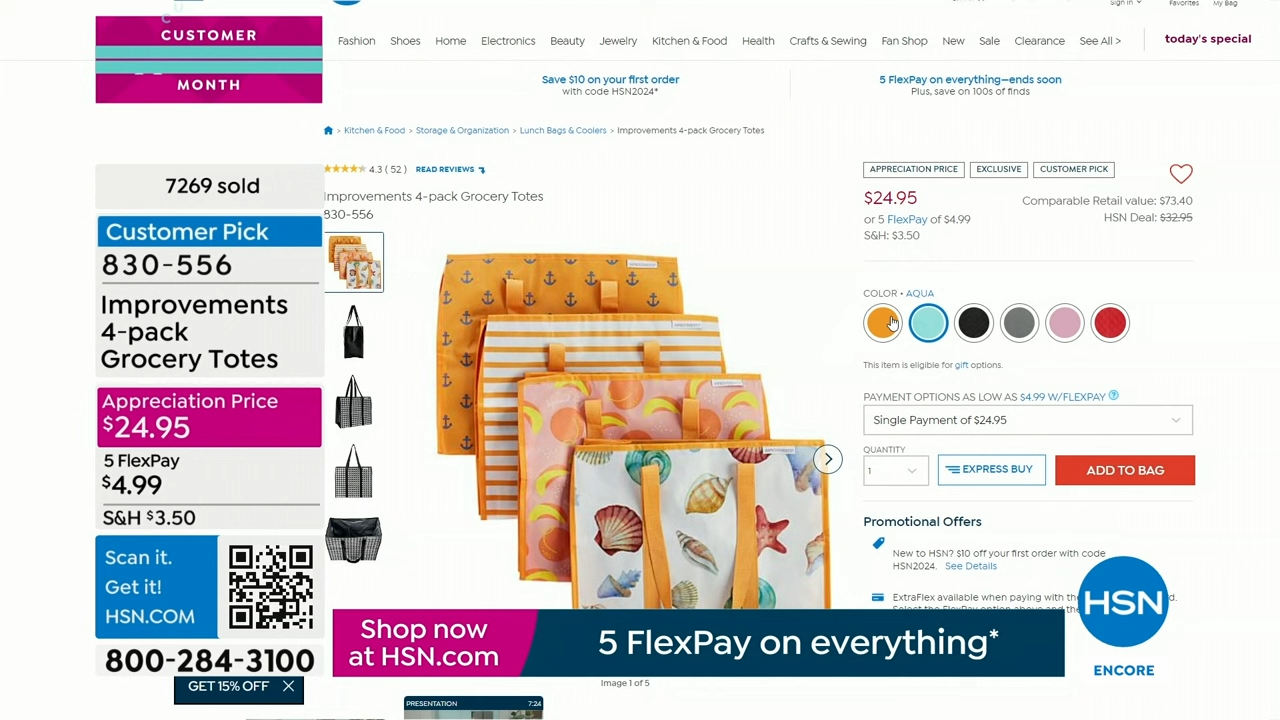 CUSTOMER
MONTH
Sign In
Favorites
My Bag
Fashion Shoes Home Electronics Beauty Jewelry Kitchen & Food Health Crafts & Sewing Fan Shop New Sale Clearance See All >
today's special
Save $10 on your first order
with code HSN2024*
5 FlexPay on everything—ends soon
Plus, save on 100s of finds
> Kitchen & Food > Storage & Organization > Lunch Bags & Coolers > Improvements 4-pack Grocery Totes
4.3 ( 52 ) READ REVIEWS
Improvements 4-pack Grocery Totes
830-556
7269 sold
Customer Pick
830-556
Improvements
4-pack
Grocery Totes
Appreciation Price
$24.95
5 FlexPay
$4.99
S&H $3.50
Scan it.
Get it!
HSN.COM
800-284-3100
GET 15% OFF
APPRECIATION PRICE EXCLUSIVE CUSTOMER PICK
$24.95
or 5 FlexPay of $4.99
S&H: $3.50
Comparable Retail value: $73.40
HSN Deal: $32.95
COLOR • AQUA
This item is eligible for gift options.
PAYMENT OPTIONS AS LOW AS $4.99 W/FLEXPAY ?
Single Payment of $24.95
QUANTITY
1
EXPRESS BUY
ADD TO BAG
Promotional Offers
New to HSN? $10 off your first order with code
HSN2024. See Details
ExtraFlex available when paying with the
Select the FlexPay option above and the
Shop now
at HSN.com
5 FlexPay on everything*
HSN
ENCORE
Image 1 of 5
PRESENTATION 7:24